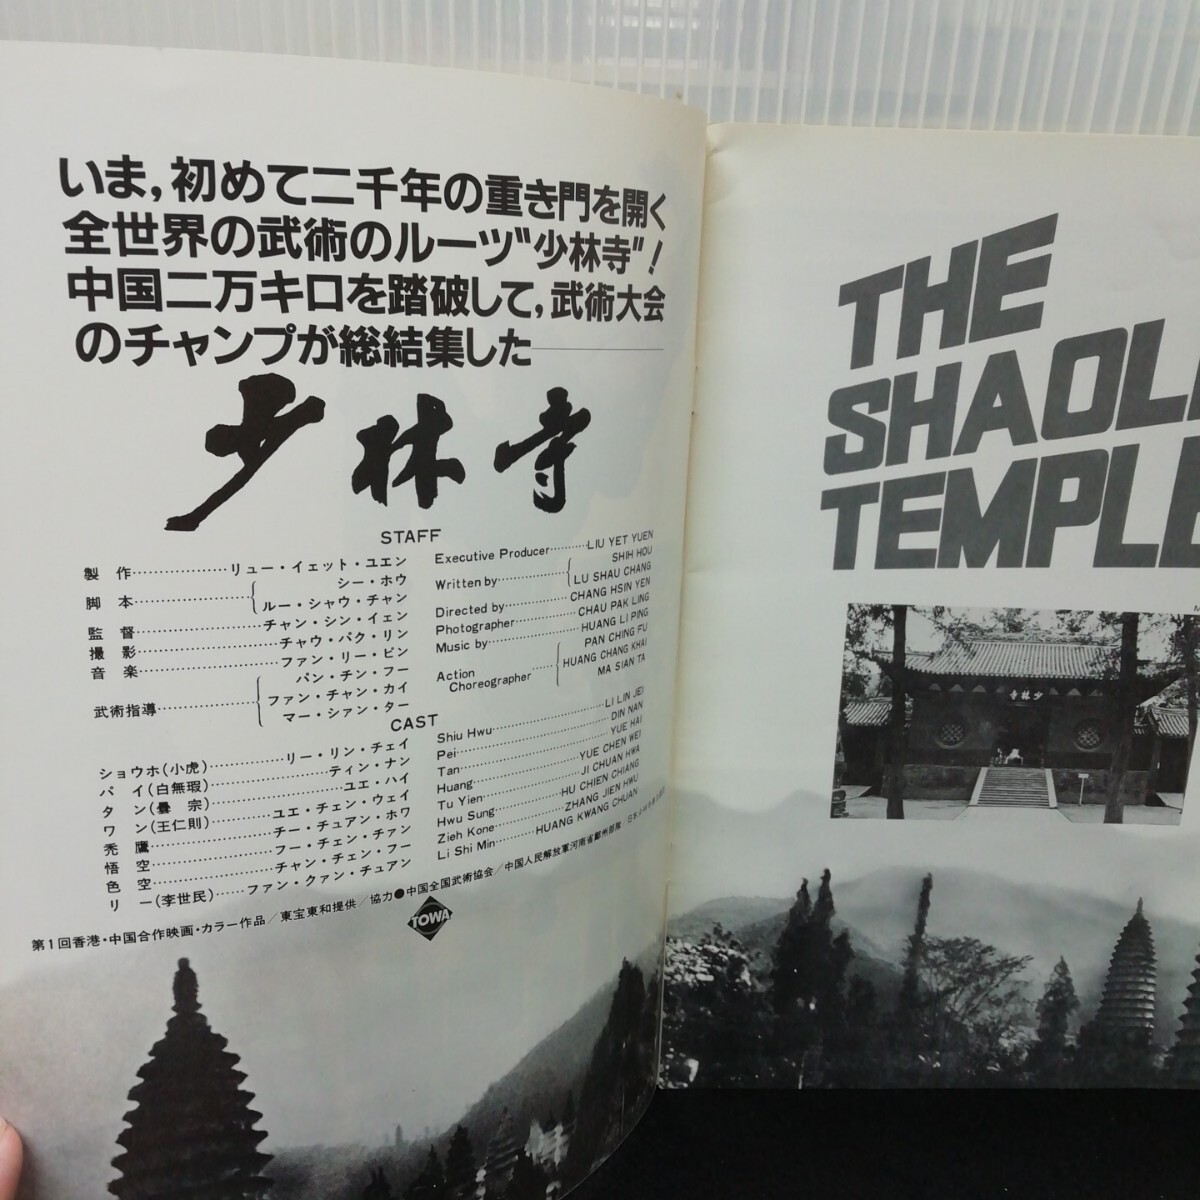 いま,初めて二千年の重き門を開く
全世界の武術のルーツ“少林寺”!
中国二万キロを踏破して,武術大会
のチャンプが総結集した——
少林寺
STAFF
製 作………………リュー・イェット・ユエン
脚 本………………シー・ホウ
ルー・シャウ・チャン
監 督………………チャン・シン・イェン
撮 影………………チャウ・パク・リン
音 楽………………ファン・リー・ピン
武術指導………………パン・チン・フー
ファン・チャン・カイ
マー・シァン・ター
Executive Producer………LIU YET YUEN
Written by………SHIH HOU
LU SHAU CHANG
Directed by………CHANG HSIN YEN
Photographer………CHAU PAK LING
Music by………HUANG LI PING
Action Choreographer………PAN CHING FU
HUANG CHANG KHAI
MA SIAN TA
CAST
ショウホ(小虎)………………リー・リン・チェイ
パ イ(白無瑕)………………ティン・ナン
タ ン(曇 宗)………………ユエ・ハイ
ワ ン(王仁則)………………ユエ・チェン・ウェイ
禿 鷹………………チー・チュアン・ホワ
悟 空………………フー・チェン・チァン
色 空………………チャン・チェン・フー
リ ー(李世民)………ファン・クァン・チュアン
Shiu Hwu………LI LIN JEI
Pei………DIN NAN
Tan………YUE HAI
Huang………YUE CHEN WEI
Tu Yien………JI CHUAN HWA
Hwu Sung………HU CHIEN CHIANG
Zieh Kone………ZHANG JIEN HWU
Li Shi Min………HUANG KWANG CHUAN
第1回香港・中国合作映画・カラー作品/東宝東和提供/協力●中国全国武術協会/中国人民解放軍河南省鄭州部隊
TOWA
THE
SHAOLI
TEMPLE
少林寺